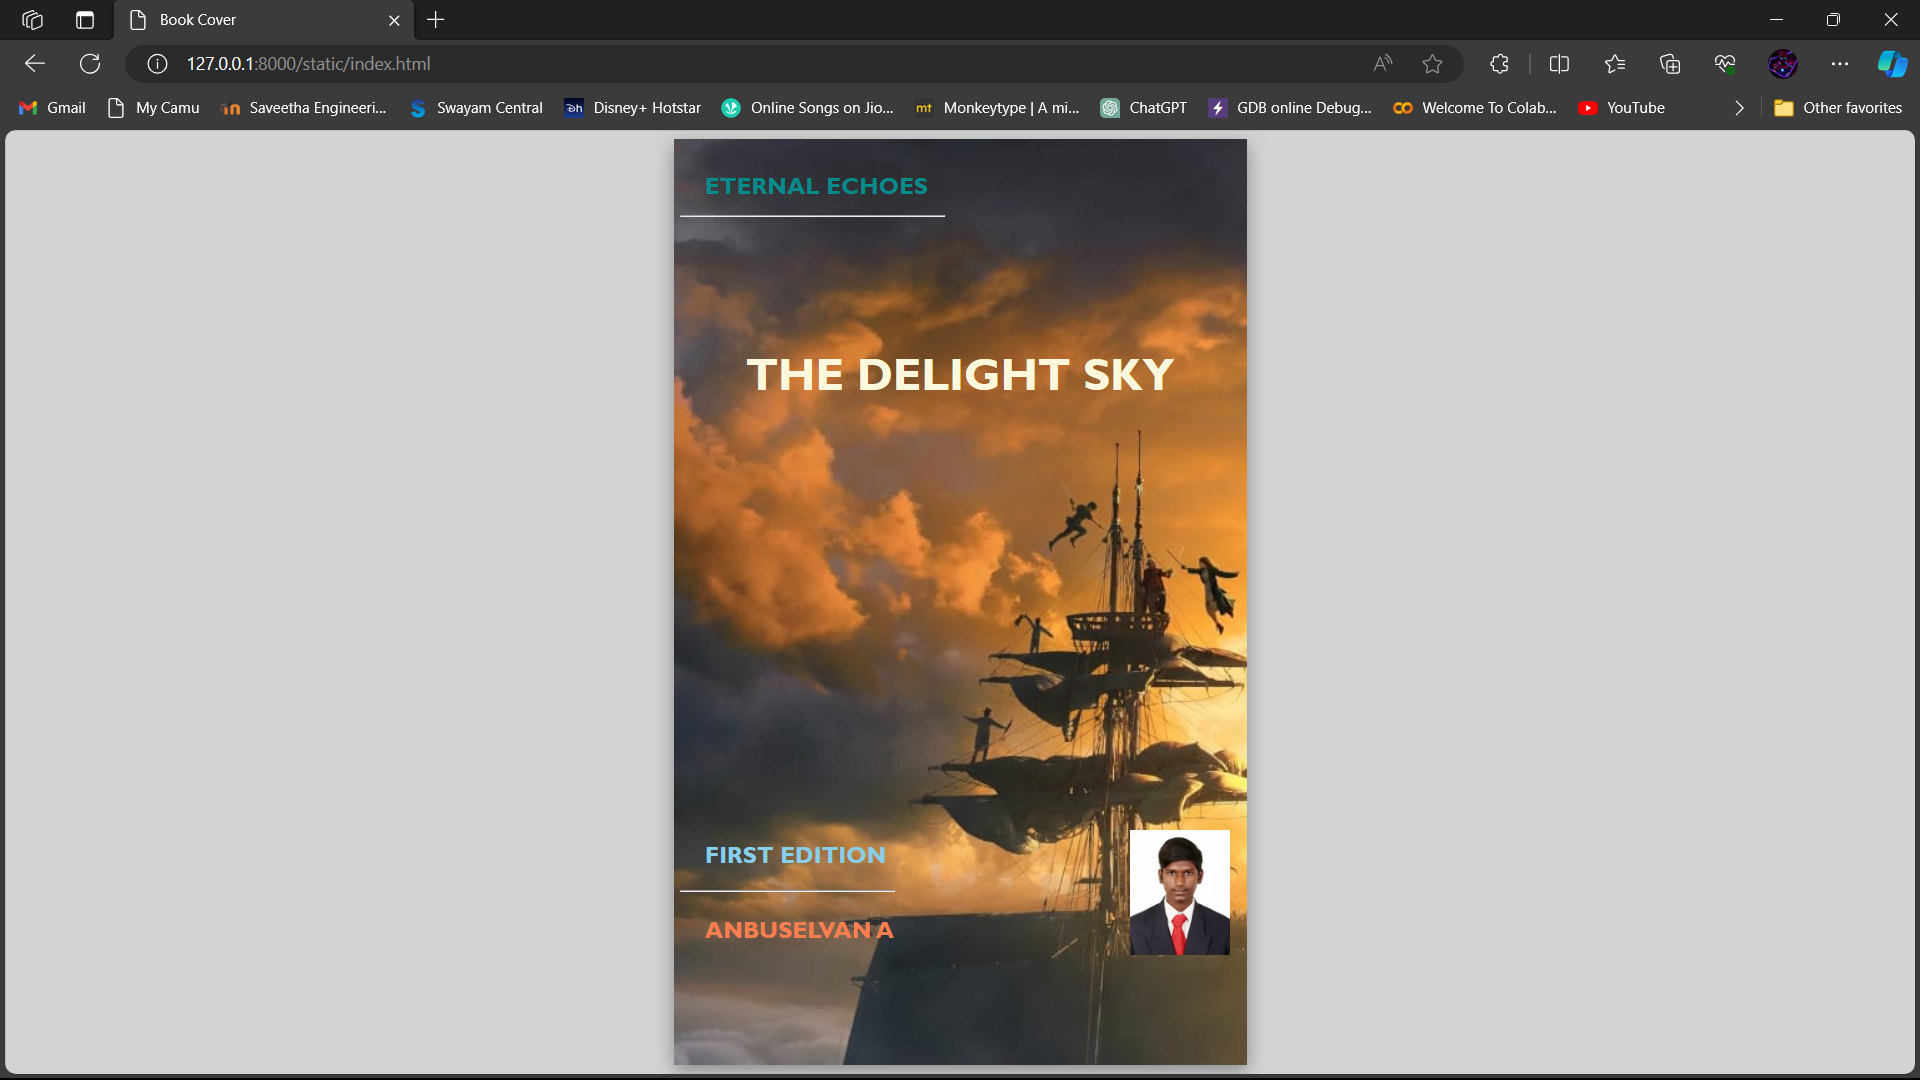 Book Cover
127.0.0.1:8000/static/index.html
Gmail
My Camu
Saveetha Engineeri...
Swayam Central
Disney+ Hotstar
Online Songs on Jio...
mt Monkeytype | A mi...
ChatGPT
GDB online Debug...
Welcome To Colab...
YouTube
Other favorites
ETERNAL ECHOES
THE DELIGHT SKY
FIRST EDITION
ANBUSELVAN A